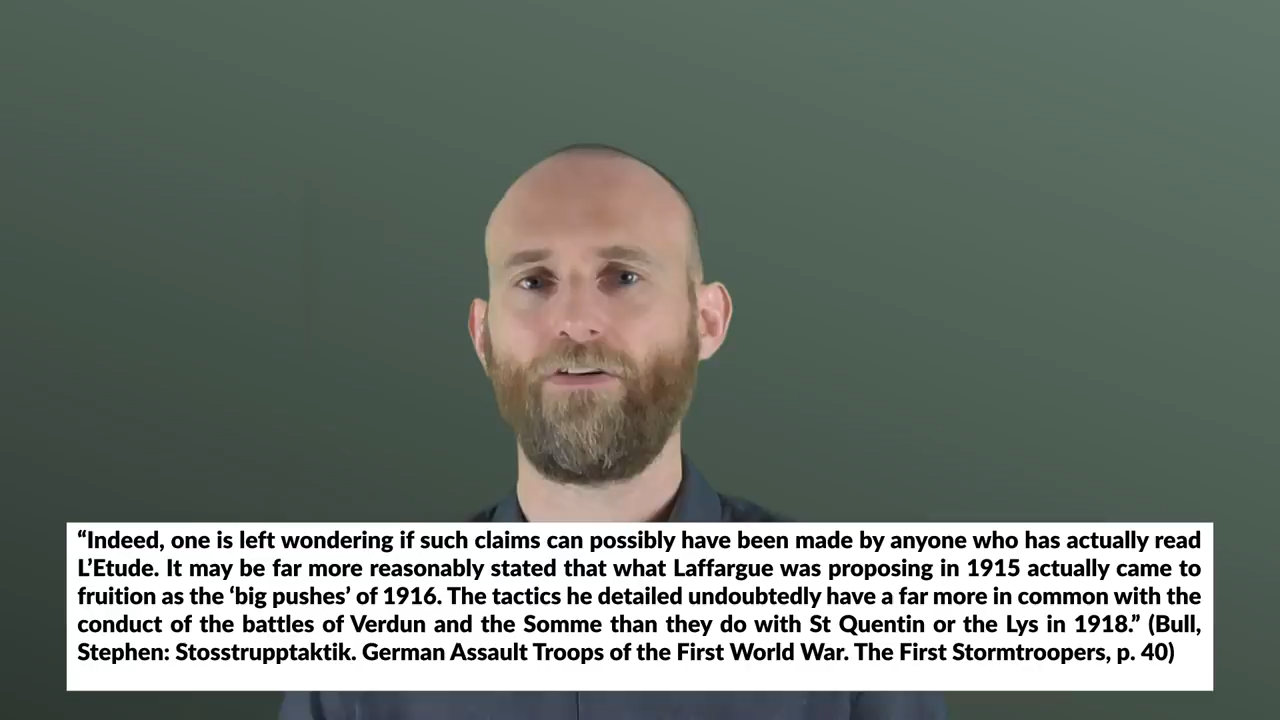 “Indeed, one is left wondering if such claims can possibly have been made by anyone who has actually read
L’Etude. It may be far more reasonably stated that what Laffargue was proposing in 1915 actually came to
fruition as the ‘big pushes’ of 1916. The tactics he detailed undoubtedly have a far more in common with the
conduct of the battles of Verdun and the Somme than they do with St Quentin or the Lys in 1918.” (Bull,
Stephen: Stosstrupptaktik. German Assault Troops of the First World War. The First Stormtroopers, p. 40)